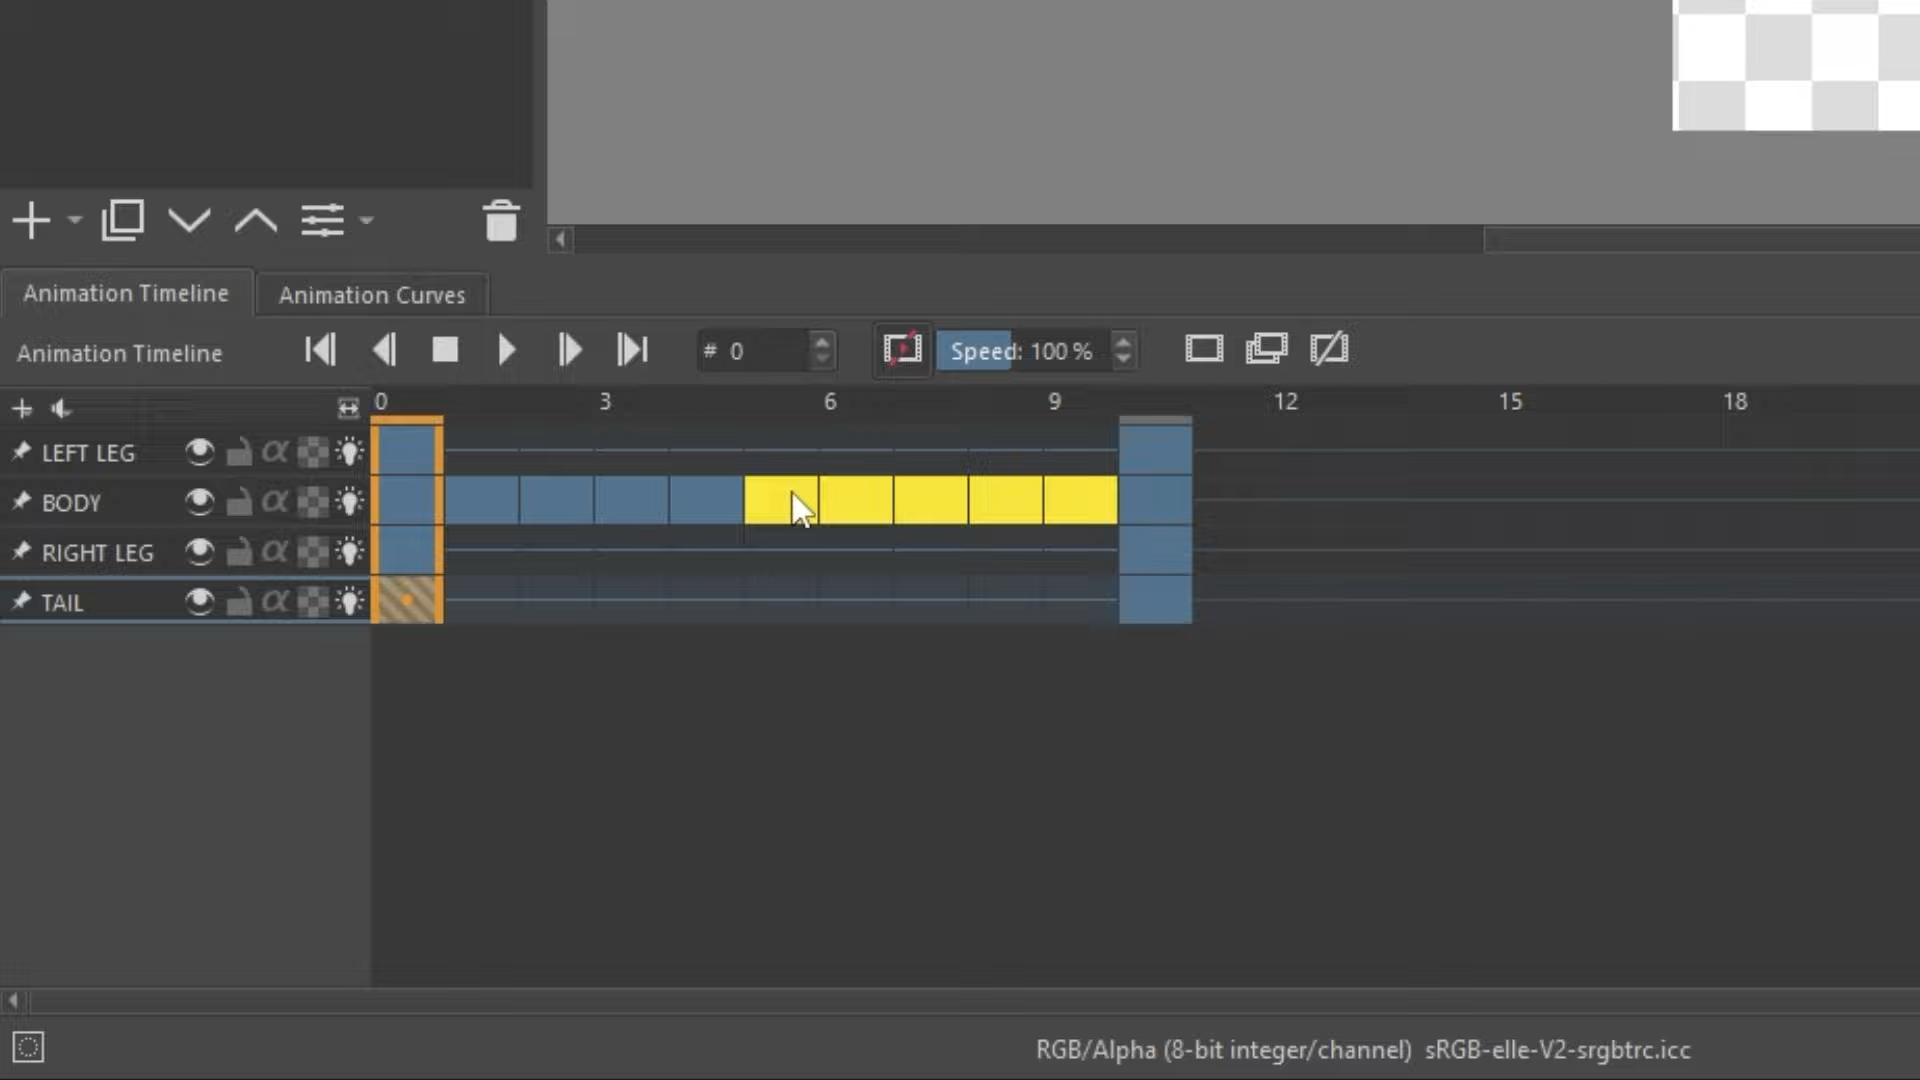 Animation Timeline Animation Curves
Animation Timeline # 0 Speed: 100 %
0 3 6 9 12 15 18
LEFT LEG α
BODY α
RIGHT LEG α
TAIL α
RGB/Alpha (8-bit integer/channel) sRGB-elle-V2-srgbtrc.icc